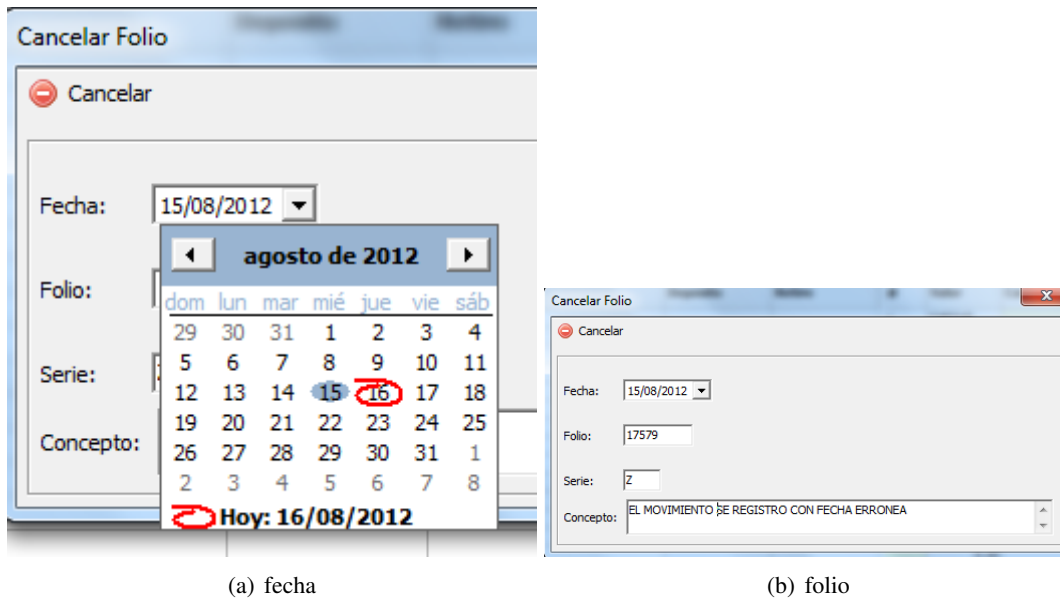 Cancelar Folio
Cancelar
Fecha: 15/08/2012
agosto de 2012
dom lun mar mié jue vie sáb
29 30 31 1 2 3 4
5 6 7 8 9 10 11
12 13 14 15 16 17 18
19 20 21 22 23 24 25
26 27 28 29 30 31 1
2 3 4 5 6 7 8
Hoy: 16/08/2012
Folio:
Serie:
Concepto:
(a) fecha
Cancelar Folio
Cancelar
Fecha: 15/08/2012
Folio: 17579
Serie: Z
Concepto: EL MOVIMIENTO SE REGISTRO CON FECHA ERRONEA
(b) folio